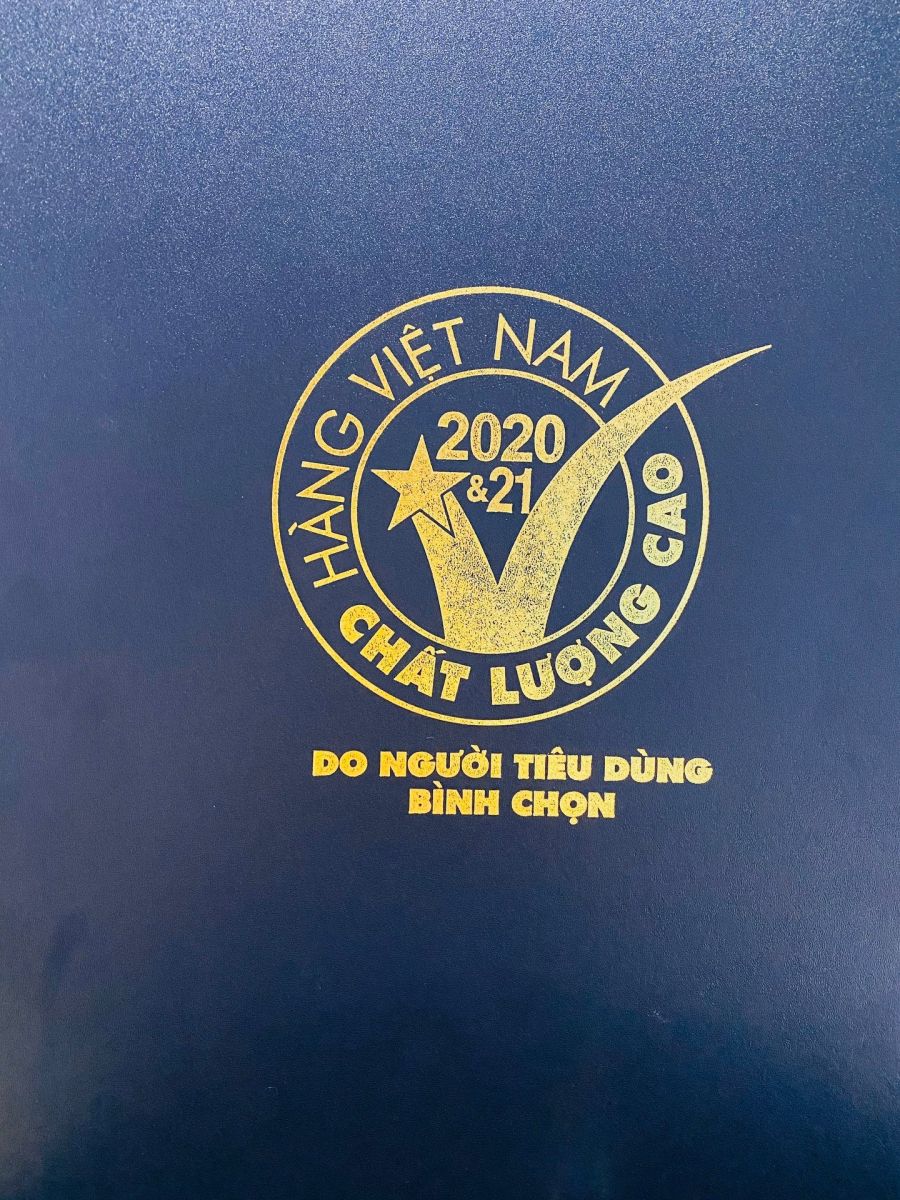 HÀNG VIỆT NAM
2020
&21
CHẤT LƯỢNG CAO
DO NGƯỜI TIÊU DÙNG
BÌNH CHỌN